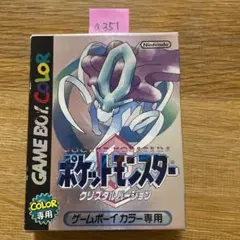 a351
Nintendo
GAME BOY COLOR
POCKET MONSTERS
ポケットモンスター
クリスタルバージョン
COLOR
専用
ゲームボーイ カラー専用